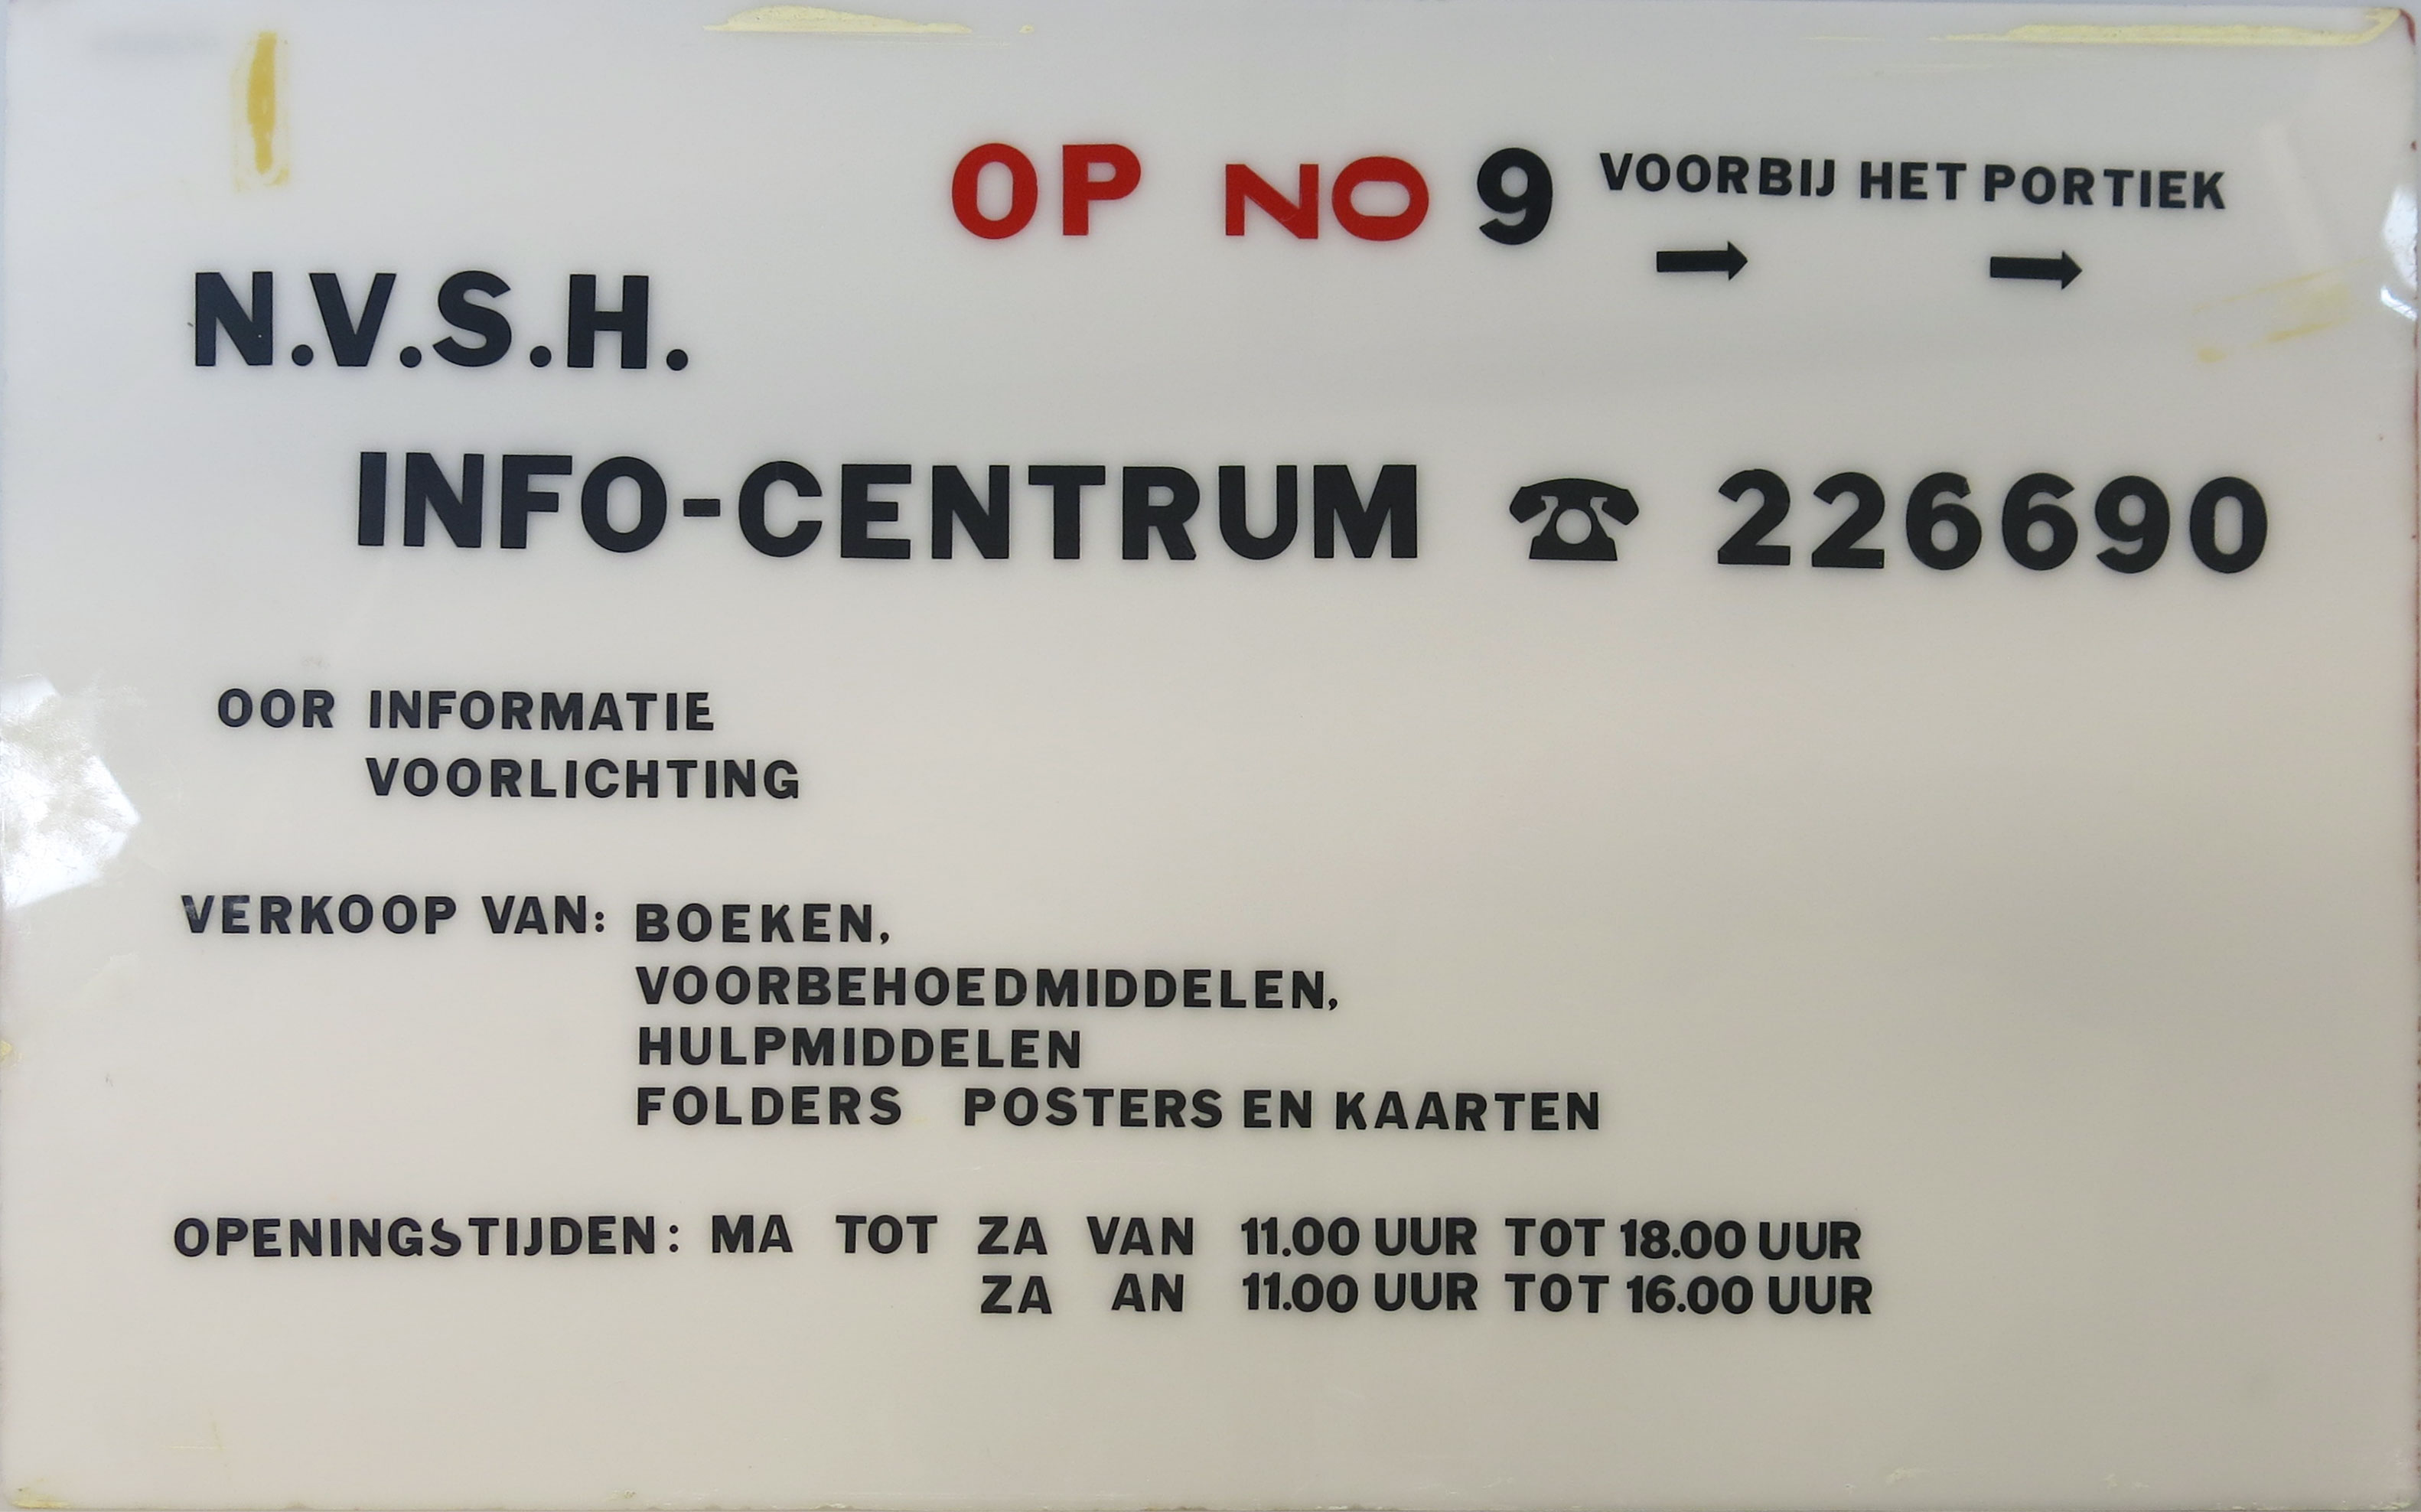 OP NO 9 VOORBIJ HET PORTIEK
→ →
N.V.S.H.
INFO-CENTRUM ☎ 226690
OOR INFORMATIE
VOORLICHTING
VERKOOP VAN: BOEKEN,
VOORBEHOEDMIDDELEN,
HULPMIDDELEN
FOLDERS POSTERS EN KAARTEN
OPENINGSTIJDEN: MA TOT ZA VAN 11.00 UUR TOT 18.00 UUR
ZA AN 11.00 UUR TOT 16.00 UUR